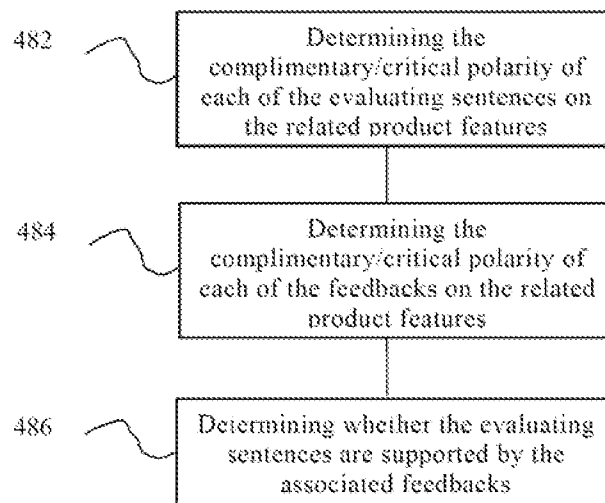 482
Determining the
complimentary/critical polarity of
each of the evaluating sentences on
the related product features
484
Determining the
complimentary/critical polarity of
each of the feedbacks on the related
product features
486
Determining whether the evaluating
sentences are supported by the
associated feedbacks